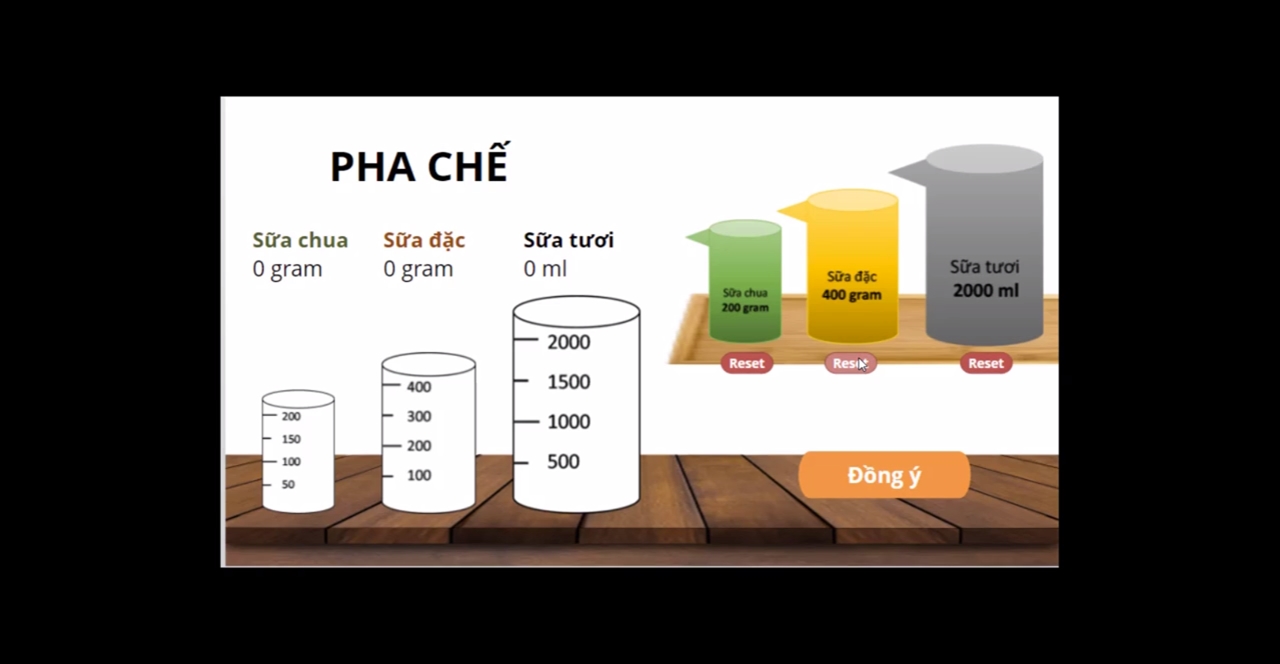 PHA CHẾ
Sữa chua
0 gram
Sữa đặc
0 gram
Sữa tươi
0 ml
200
150
100
50
400
300
200
100
2000
1500
1000
500
Sữa chua
200 gram
Sữa đặc
400 gram
Sữa tươi
2000 ml
Reset
Reset
Reset
Đồng ý